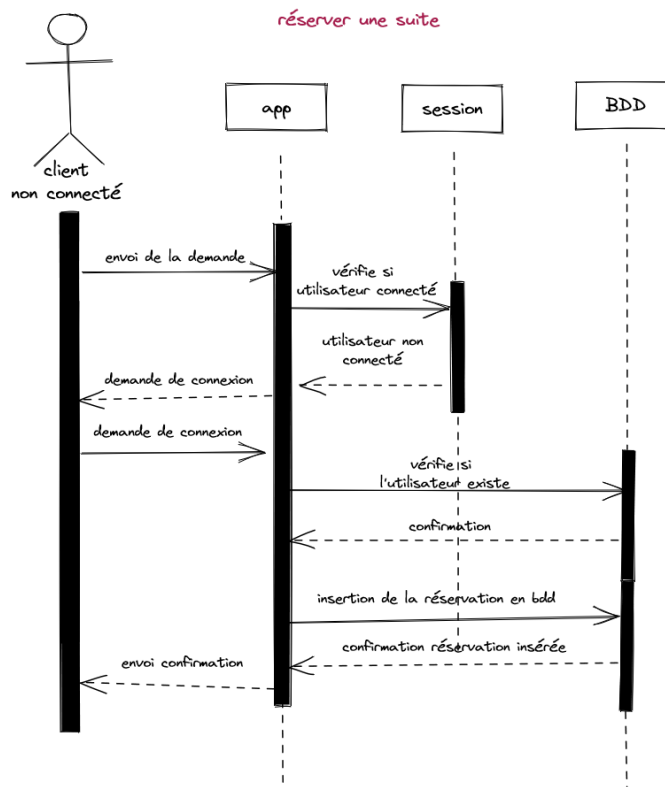 réserver une suite
app
session
BDD
client
non connecté
envoi de la demande
vérifie si
utilisateur connecté
utilisateur non
connecté
demande de connexion
demande de connexion
vérifie si
l'utilisateur existe
confirmation
insertion de la réservation en bdd
confirmation réservation insérée
envoi confirmation